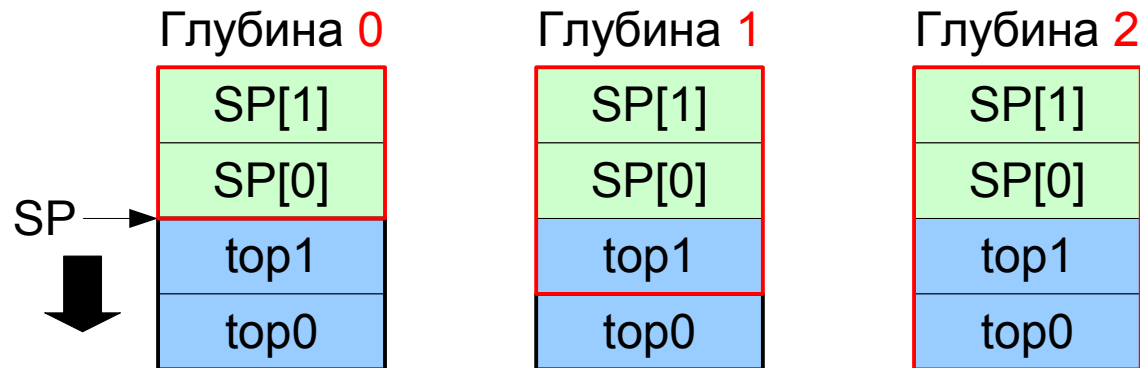 Глубина 0 Глубина 1 Глубина 2
SP[1] SP[1] SP[1]
SP[0] SP[0] SP[0]
SP
top1 top1 top1
top0 top0 top0